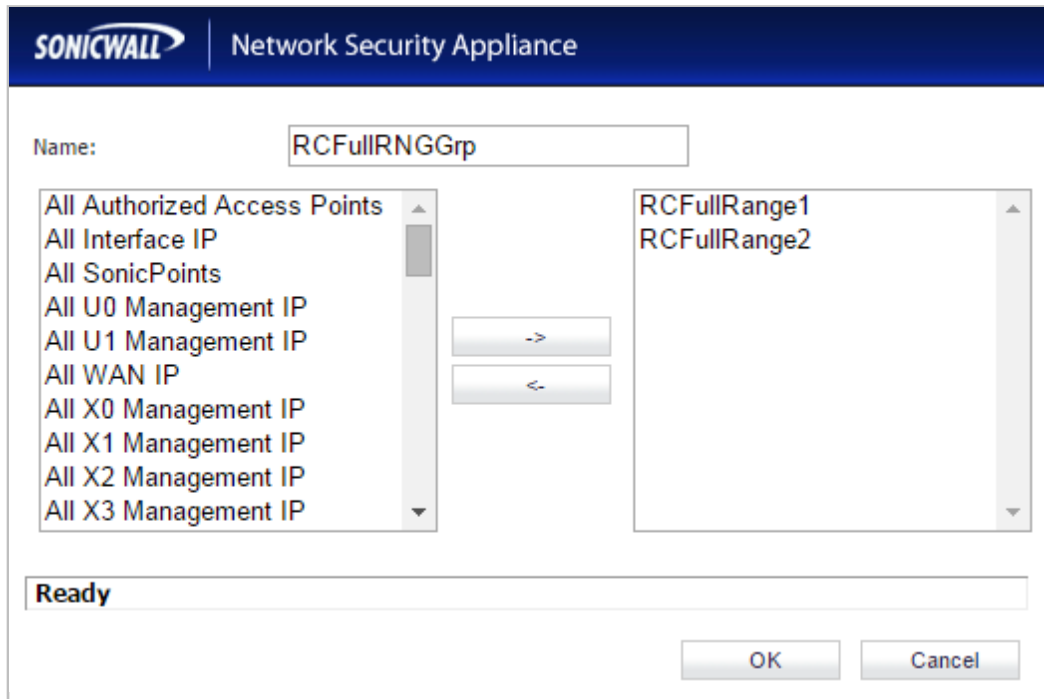 SONICWALL Network Security Appliance
Name: RCFullRNGGrp
All Authorized Access Points
All Interface IP
All SonicPoints
All U0 Management IP
All U1 Management IP
All WAN IP
All X0 Management IP
All X1 Management IP
All X2 Management IP
All X3 Management IP
->
<-
RCFullRange1
RCFullRange2
Ready
OK Cancel